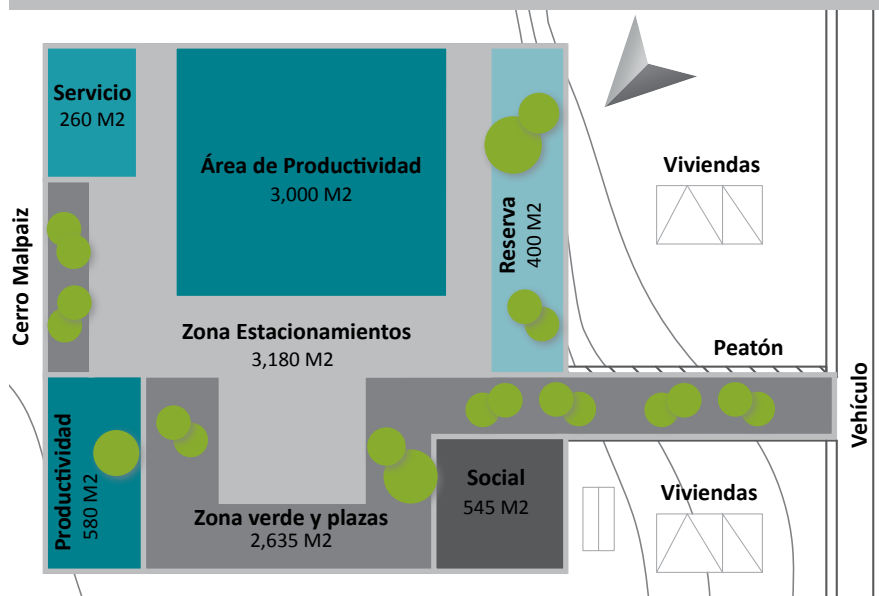 Servicio
260 M2
Área de Productividad
3,000 M2
Viviendas
Reserva
400 M2
Cerro Malpaiz
Zona Estacionamientos
3,180 M2
Peatón
Vehículo
Productividad
580 M2
Social
545 M2
Viviendas
Zona verde y plazas
2,635 M2